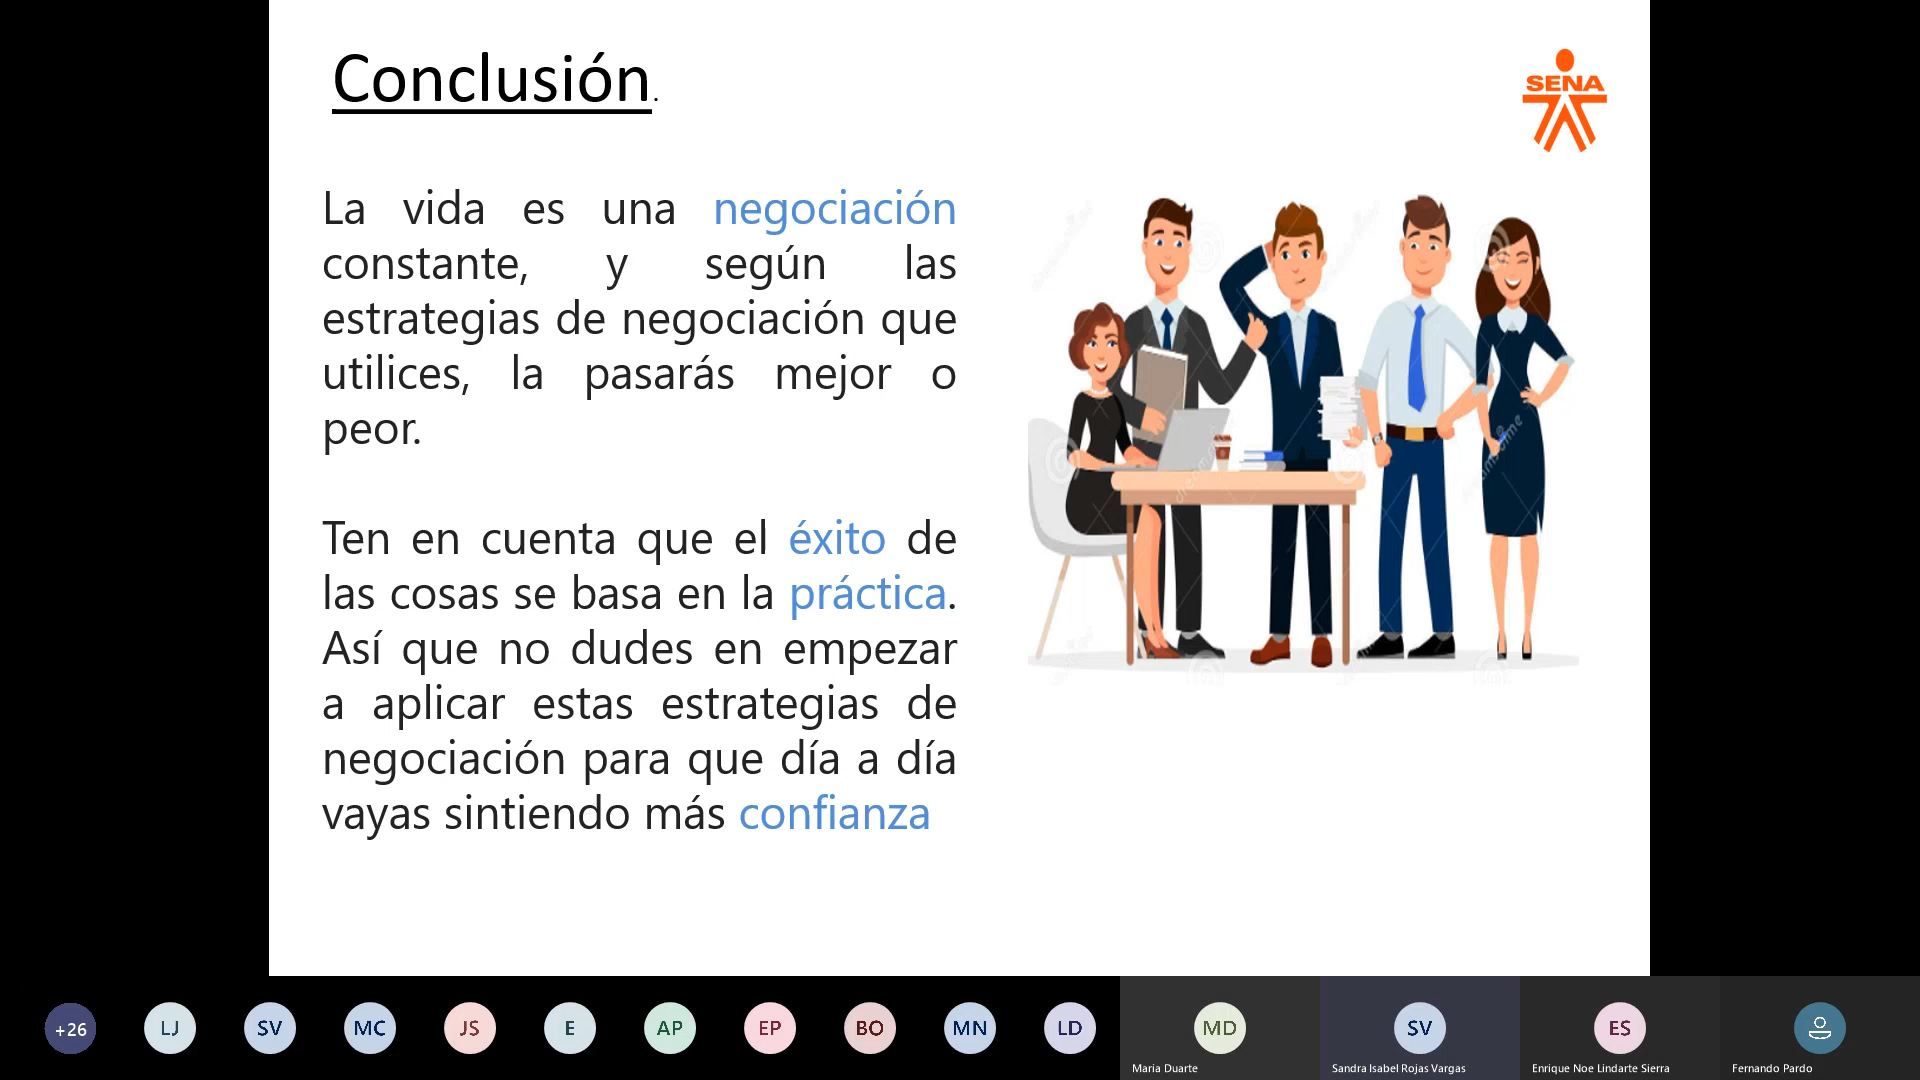 Conclusión.
SENA
La vida es una negociación
constante, y según las
estrategias de negociación que
utilices, la pasarás mejor o
peor.
Ten en cuenta que el éxito de
las cosas se basa en la práctica.
Así que no dudes en empezar
a aplicar estas estrategias de
negociación para que día a día
vayas sintiendo más confianza
+26 LJ SV MC JS E AP EP BO MN LD MD SV ES
Maria Duarte Sandra Isabel Rojas Vargas Enrique Noe Lindarte Sierra Fernando Pardo